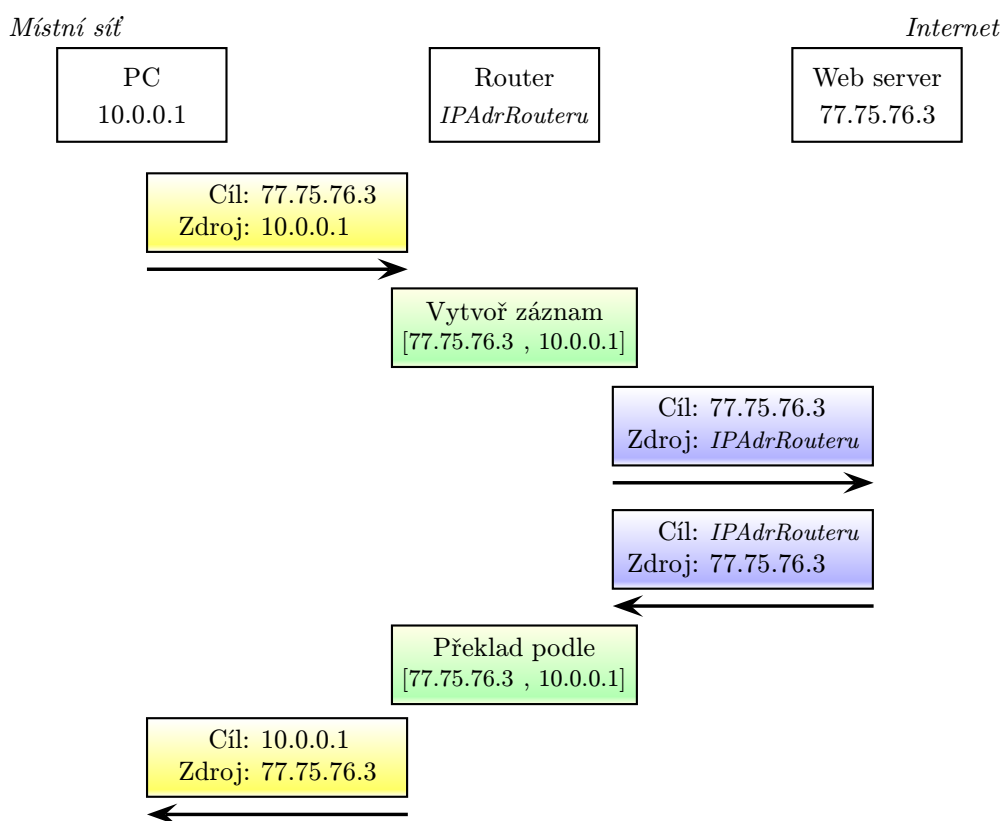 Místní síť
Internet
PC
10.0.0.1
Router
IPAdrRouteru
Web server
77.75.76.3
Cíl: 77.75.76.3
Zdroj: 10.0.0.1
Vytvoř záznam
[77.75.76.3 , 10.0.0.1]
Cíl: 77.75.76.3
Zdroj: IPAdrRouteru
Cíl: IPAdrRouteru
Zdroj: 77.75.76.3
Překlad podle
[77.75.76.3 , 10.0.0.1]
Cíl: 10.0.0.1
Zdroj: 77.75.76.3